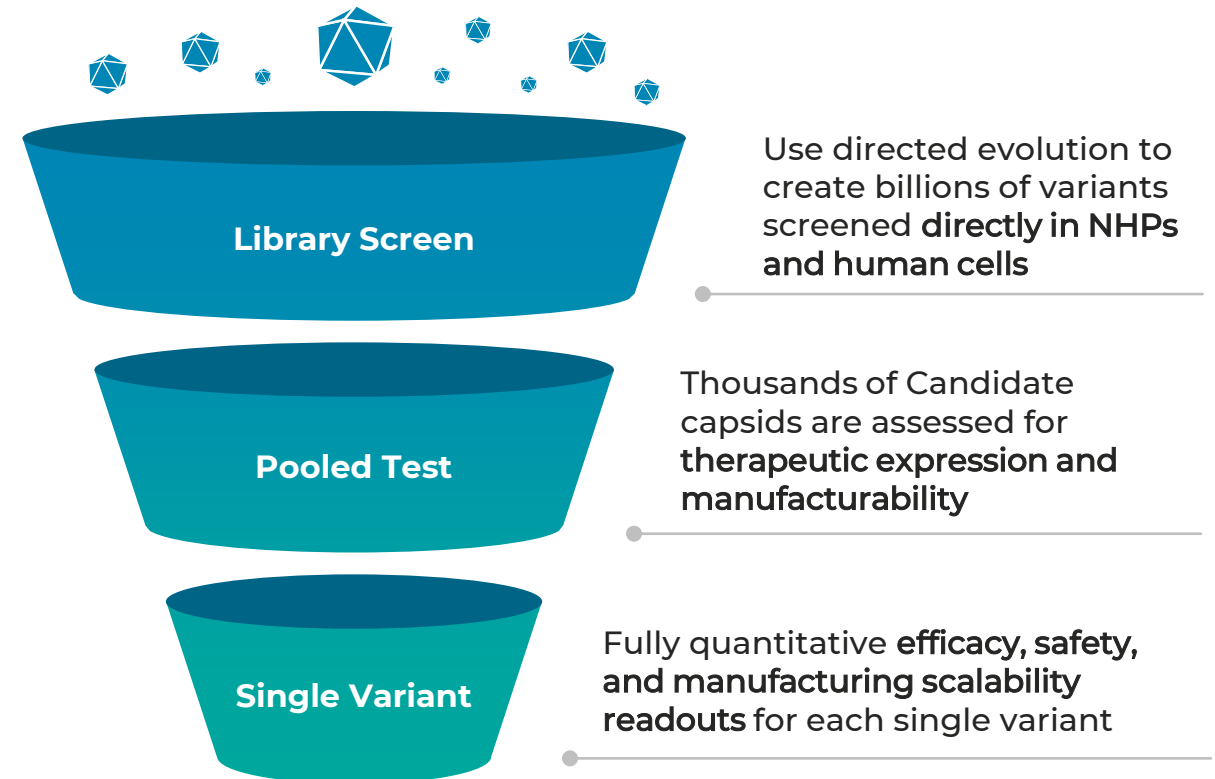 Library Screen
Use directed evolution to
create billions of variants
screened directly in NHPs
and human cells
Pooled Test
Thousands of Candidate
capsids are assessed for
therapeutic expression and
manufacturability
Single Variant
Fully quantitative efficacy, safety,
and manufacturing scalability
readouts for each single variant